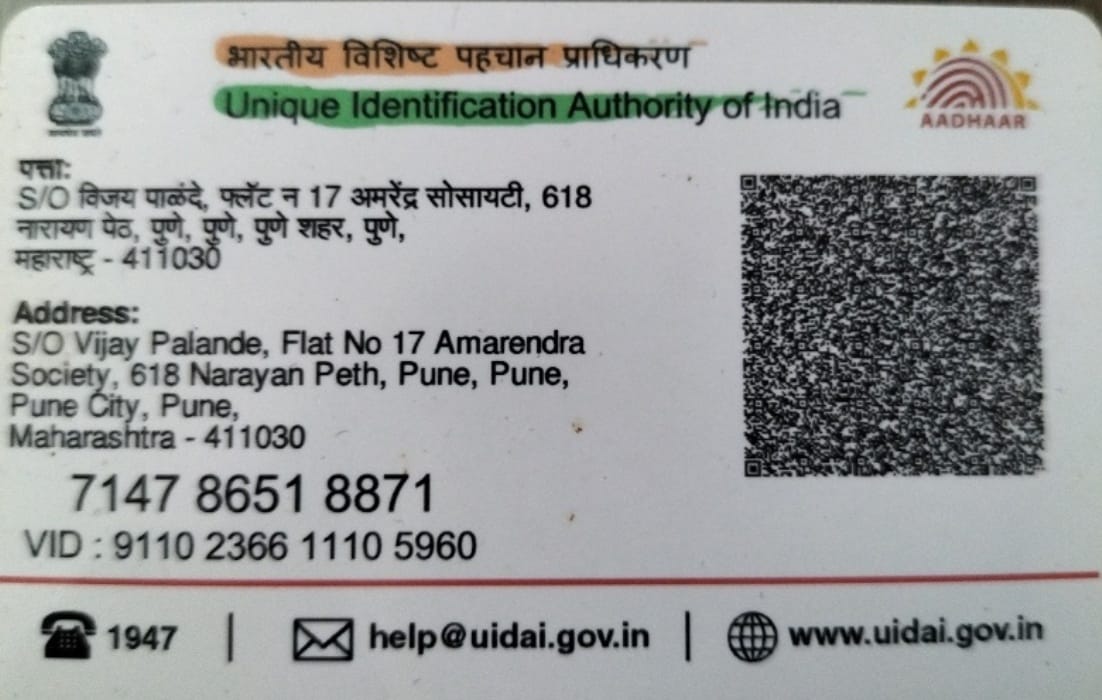 भारतीय विशिष्ट पहचान प्राधिकरण
Unique Identification Authority of India
AADHAAR
पत्ता:
S/O विजय पाळंदे, फ्लॅट न 17 अमरेंद्र सोसायटी, 618
नारायण पेठ, पुणे, पुणे, पुणे शहर, पुणे,
महाराष्ट्र - 411030
Address:
S/O Vijay Palande, Flat No 17 Amarendra
Society, 618 Narayan Peth, Pune, Pune,
Pune City, Pune,
Maharashtra - 411030
7147 8651 8871
VID : 9110 2366 1110 5960
1947 | help@uidai.gov.in | www.uidai.gov.in